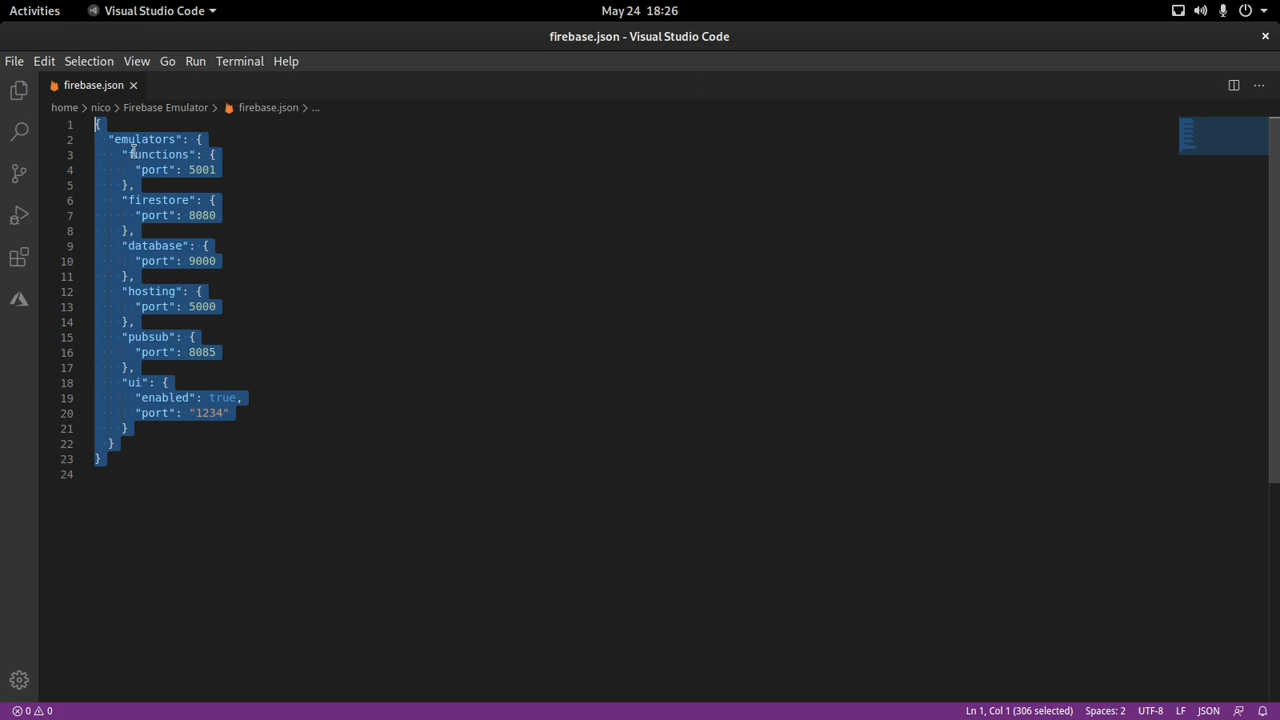 Activities Visual Studio Code May 24 18:26
firebase.json - Visual Studio Code
File Edit Selection View Go Run Terminal Help
firebase.json
home > nico > Firebase Emulator > firebase.json > ...
1 {
2 "emulators": {
3 "functions": {
4 "port": 5001
5 },
6 "firestore": {
7 "port": 8080
8 },
9 "database": {
10 "port": 9000
11 },
12 "hosting": {
13 "port": 5000
14 },
15 "pubsub": {
16 "port": 8085
17 },
18 "ui": {
19 "enabled": true,
20 "port": "1234"
21 }
22 }
23 }
24
0 0 Ln 1, Col 1 (306 selected) Spaces: 2 UTF-8 LF JSON